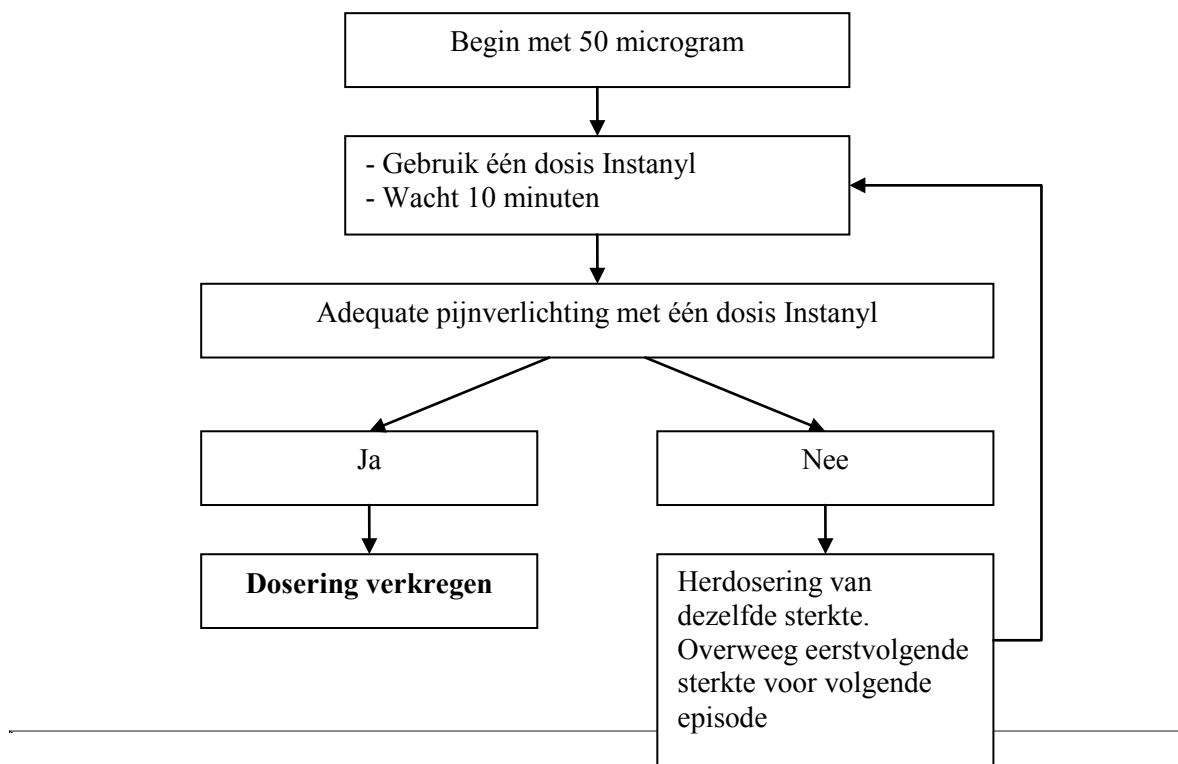 Begin met 50 microgram
- Gebruik één dosis Instanyl
- Wacht 10 minuten
Adequate pijnverlichting met één dosis Instanyl
Ja
Nee
Dosering verkregen
Herdosering van
dezelfde sterkte.
Overweeg eerstvolgende
sterkte voor volgende
episode